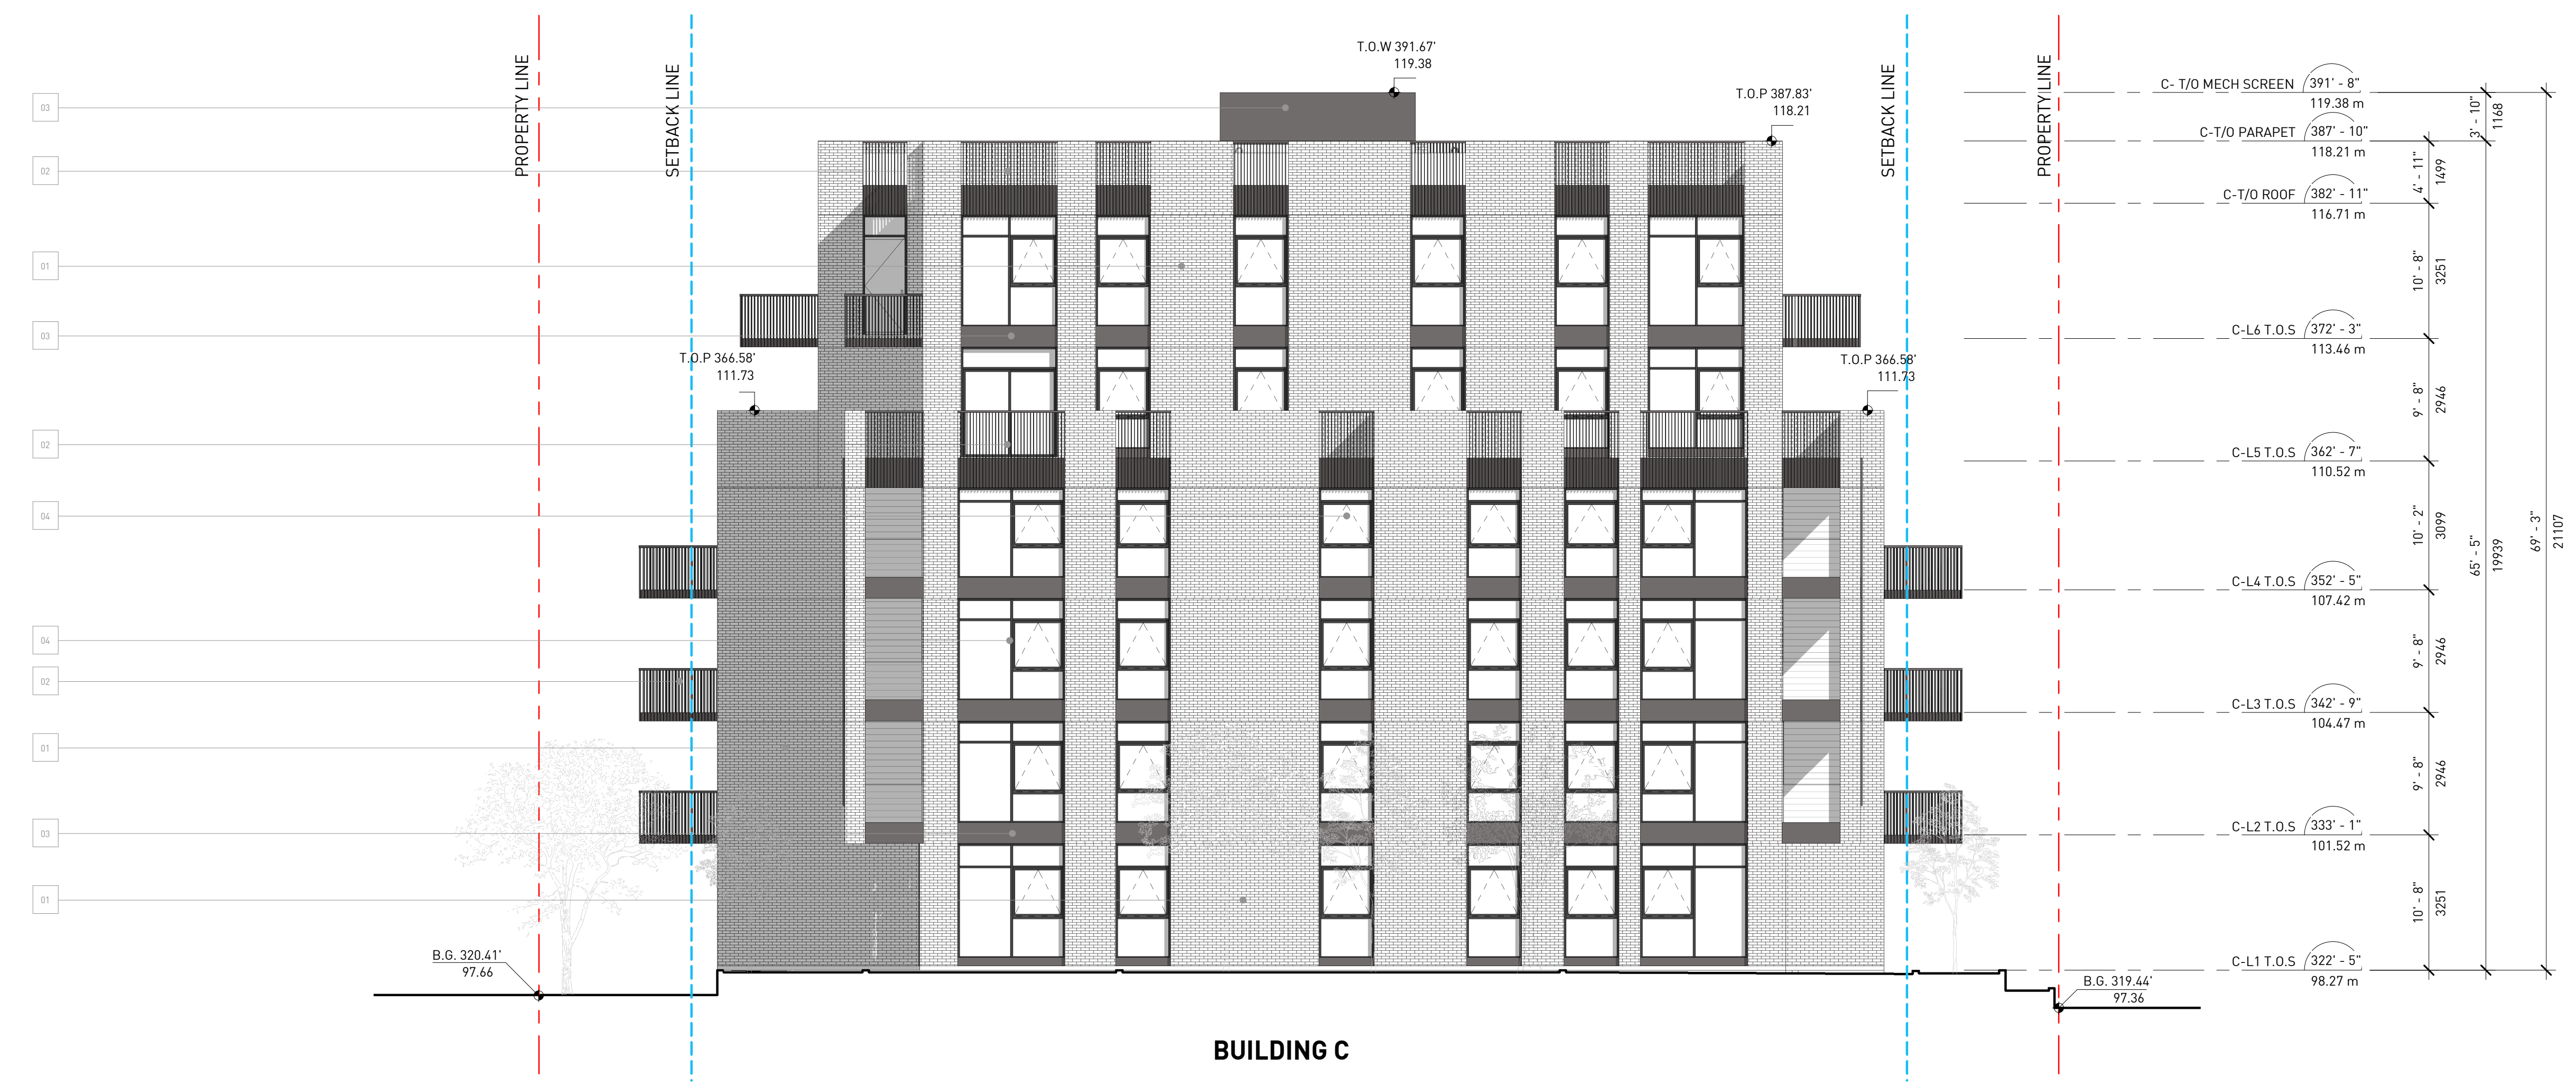 T.O.W 391.67'
119.38
T.O.P 387.83'
118.21
PROPERTY LINE
SETBACK LINE
SETBACK LINE
PROPERTY LINE
C- T/O MECH SCREEN 391' - 8"
119.38 m
3' - 10"
1168
C-T/O PARAPET 387' - 10"
118.21 m
4' - 11"
1499
C-T/O ROOF 382' - 11"
116.71 m
10' - 8"
3251
C-L6 T.O.S 372' - 3"
113.46 m
9' - 8"
2946
C-L5 T.O.S 362' - 7"
110.52 m
10' - 2"
3099
C-L4 T.O.S 352' - 5"
107.42 m
9' - 8"
2946
C-L3 T.O.S 342' - 9"
104.47 m
9' - 8"
2946
C-L2 T.O.S 333' - 1"
101.52 m
10' - 8"
3251
C-L1 T.O.S 322' - 5"
98.27 m
65' - 5"
19939
69' - 3"
21107
03
02
01
03
T.O.P 366.58'
111.73
T.O.P 366.58'
111.73
02
04
04
02
01
03
01
B.G. 320.41'
97.66
B.G. 319.44'
97.36
BUILDING C